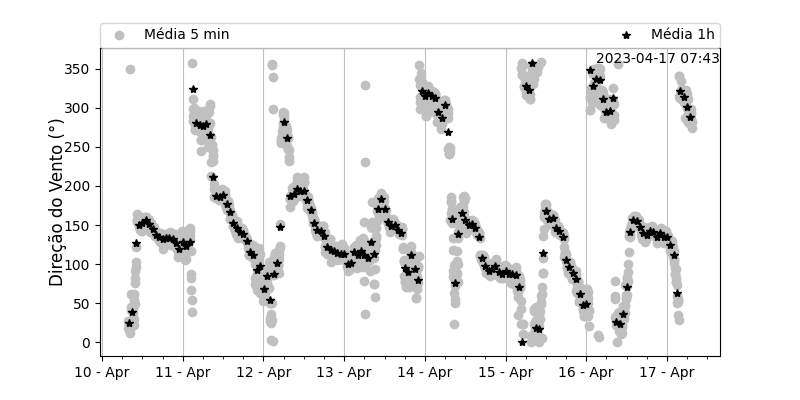 Média 5 min
Média 1h
2023-04-17 07:43
Direção do Vento (°)
350
300
250
200
150
100
50
0
10 - Apr
11 - Apr
12 - Apr
13 - Apr
14 - Apr
15 - Apr
16 - Apr
17 - Apr